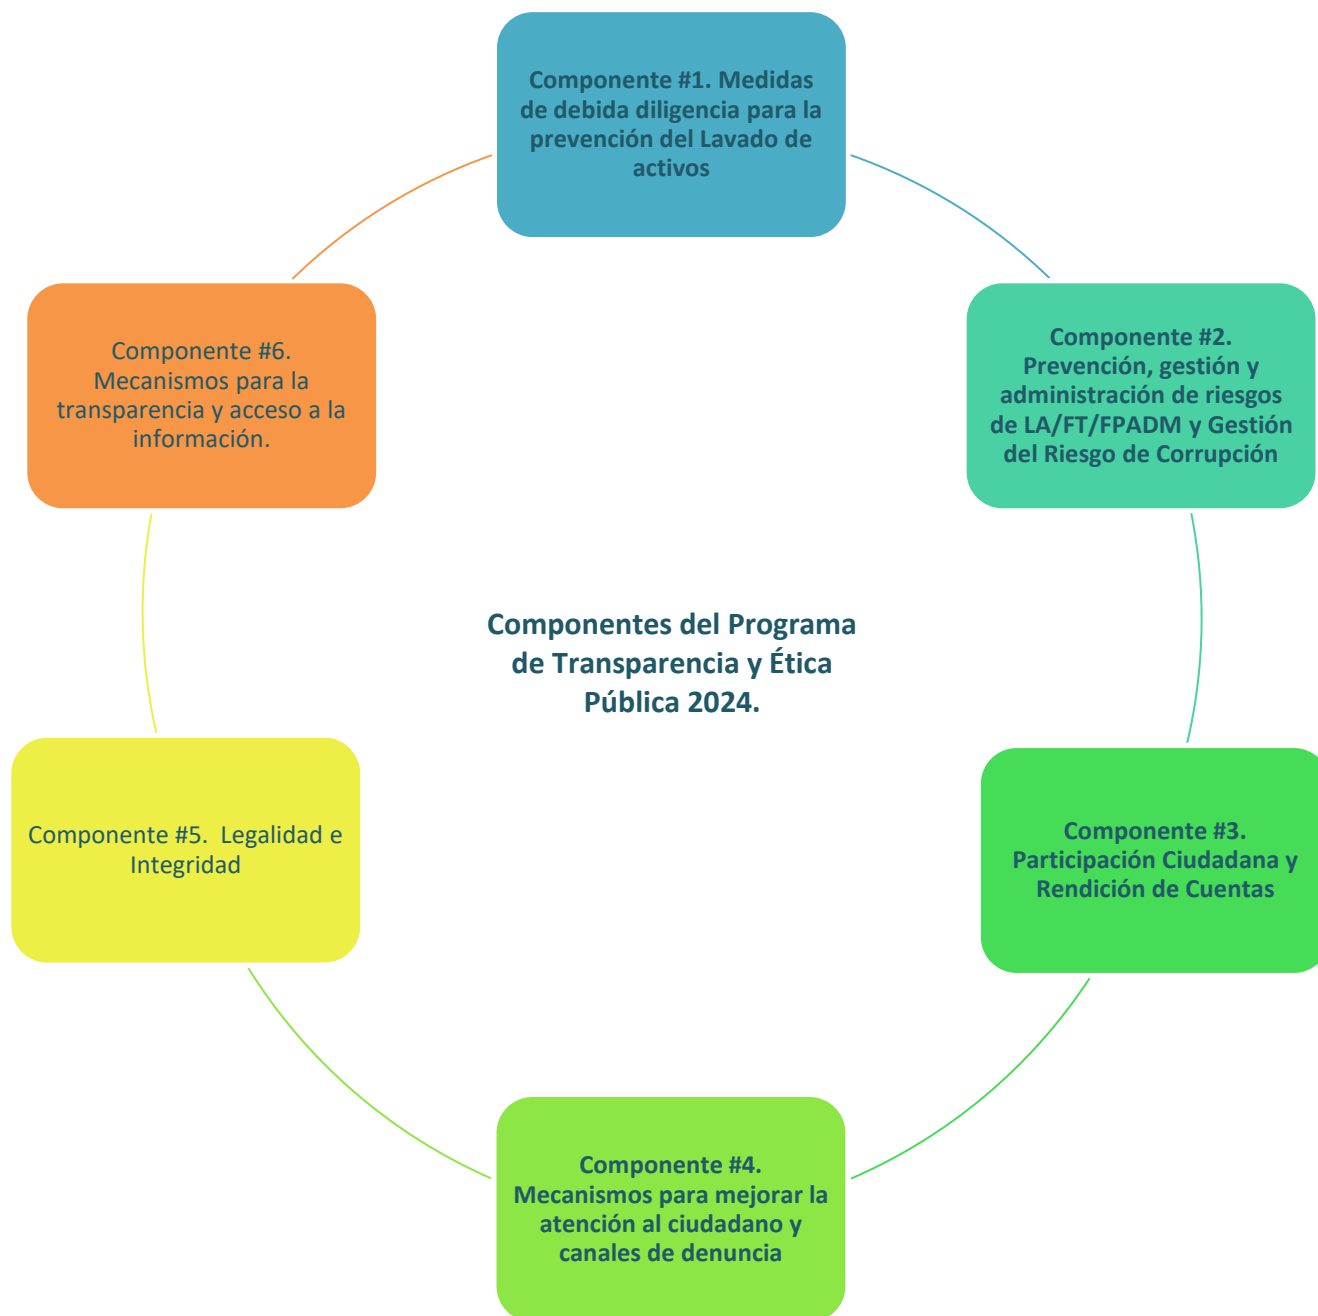 Componente #1. Medidas
de debida diligencia para la
prevención del Lavado de
activos
Componente #2.
Prevención, gestión y
administración de riesgos
de LA/FT/FPADM y Gestión
del Riesgo de Corrupción
Componente #3.
Participación Ciudadana y
Rendición de Cuentas
Componente #4.
Mecanismos para mejorar la
atención al ciudadano y
canales de denuncia
Componente #5.  Legalidad e
Integridad
Componente #6.
Mecanismos para la
transparencia y acceso a la
información.
Componentes del Programa
de Transparencia y Ética
Pública 2024.